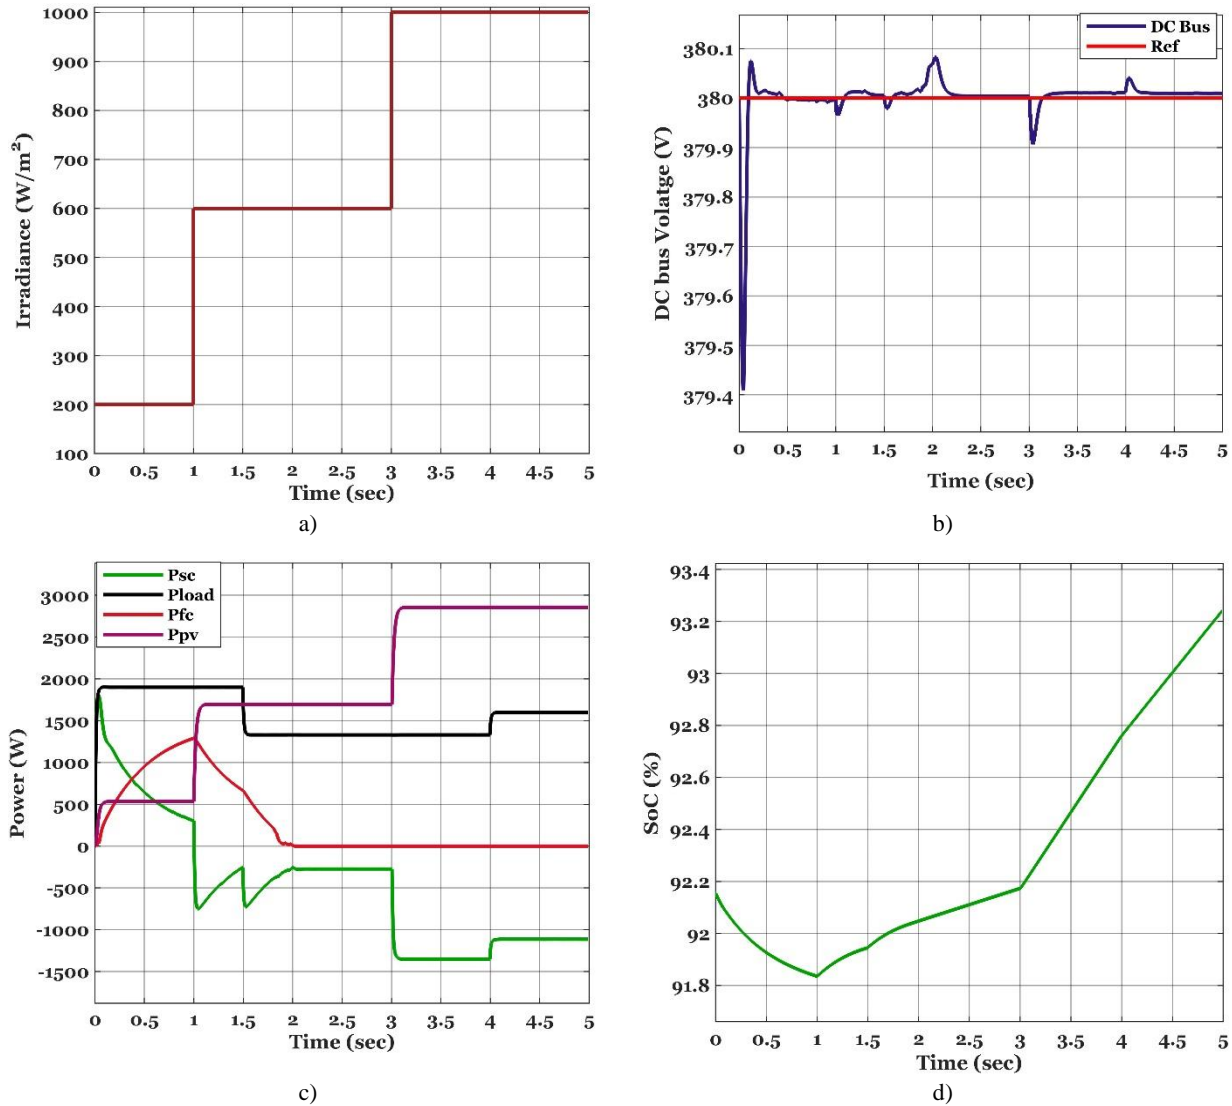 1000
900
800
700
600
500
400
300
200
100
Irradiance (W/m²)
0 0.5 1 1.5 2 2.5 3 3.5 4 4.5 5
Time (sec)
a)
DC Bus
Ref
380.1
380
379.9
379.8
379.7
379.6
379.5
379.4
DC bus Volatge (V)
0 0.5 1 1.5 2 2.5 3 3.5 4 4.5 5
Time (sec)
b)
Psc
Pload
Pfc
Ppv
3000
2500
2000
1500
1000
500
0
-500
-1000
-1500
Power (W)
0 0.5 1 1.5 2 2.5 3 3.5 4 4.5 5
Time (sec)
c)
93.4
93.2
93
92.8
92.6
92.4
92.2
92
91.8
SoC (%)
0 0.5 1 1.5 2 2.5 3 3.5 4 4.5 5
Time (sec)
d)